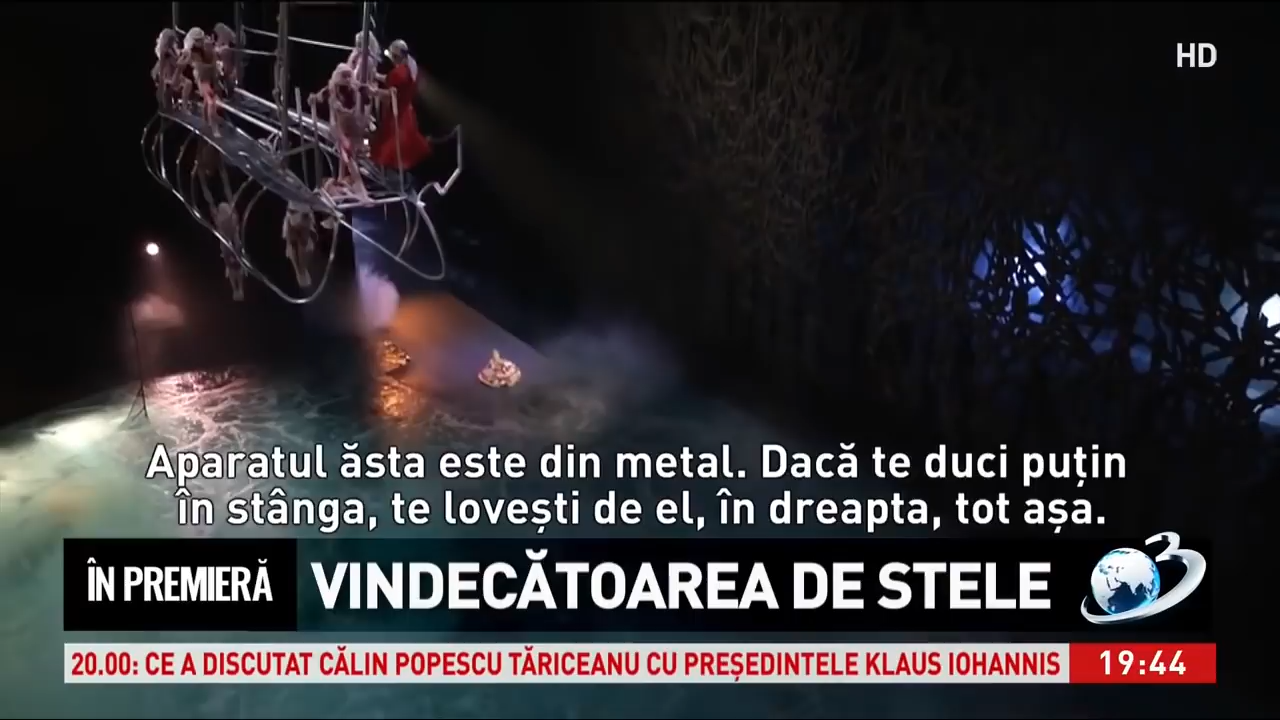 HD
Aparatul ăsta este din metal. Dacă te duci puțin
în stânga, te lovești de el, în dreapta, tot așa.
ÎN PREMIERĂ
VINDECĂTOAREA DE STELE
3
20.00: CE A DISCUTAT CĂLIN POPESCU TĂRICEANU CU PREȘEDINTELE KLAUS IOHANNIS
19:44